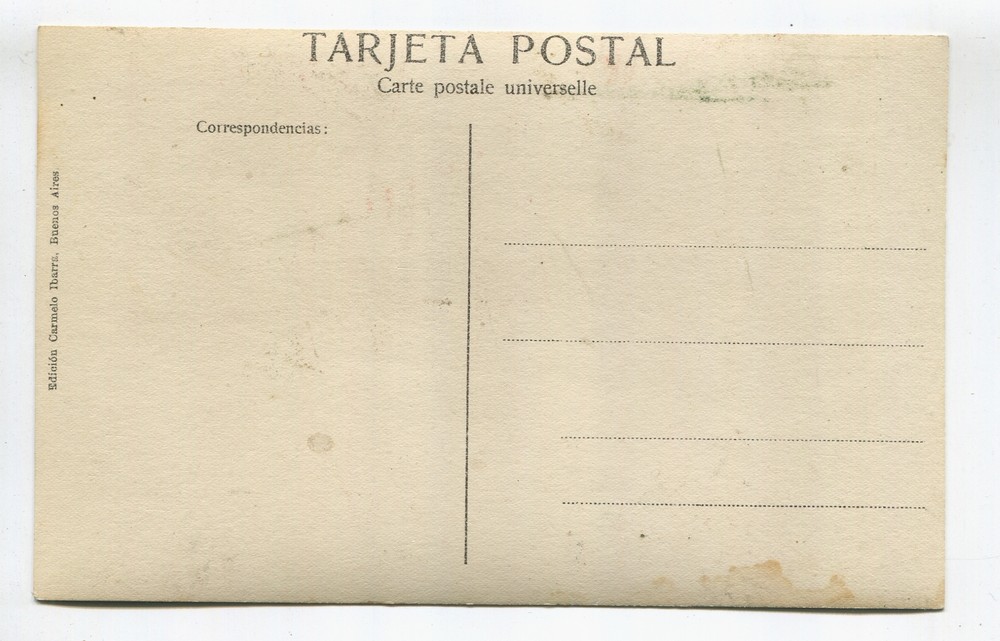 TARJETA POSTAL
Carte postale universelle
Correspondencias:
Edición Carmelo Ibarra, Buenos Aires.